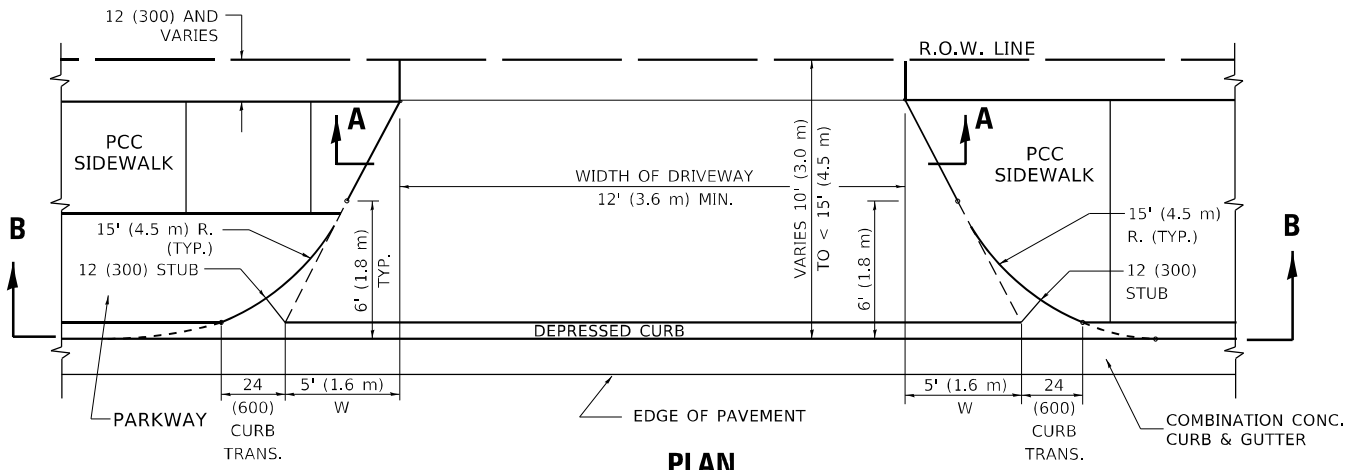 12 (300) AND
VARIES
R.O.W. LINE
A
A
PCC
SIDEWALK
PCC
SIDEWALK
WIDTH OF DRIVEWAY
12' (3.6 m) MIN.
VARIES 10' (3.0 m)
TO < 15' (4.5 m)
B
B
15' (4.5 m) R.
(TYP.)
12 (300) STUB
6' (1.8 m)
TYP.
6' (1.8 m)
15' (4.5 m)
R. (TYP.)
12 (300)
STUB
DEPRESSED CURB
24
(600)
CURB
TRANS.
5' (1.6 m)
W
5' (1.6 m)
W
24
(600)
CURB
TRANS.
PARKWAY
EDGE OF PAVEMENT
COMBINATION CONC.
CURB & GUTTER
PLAN